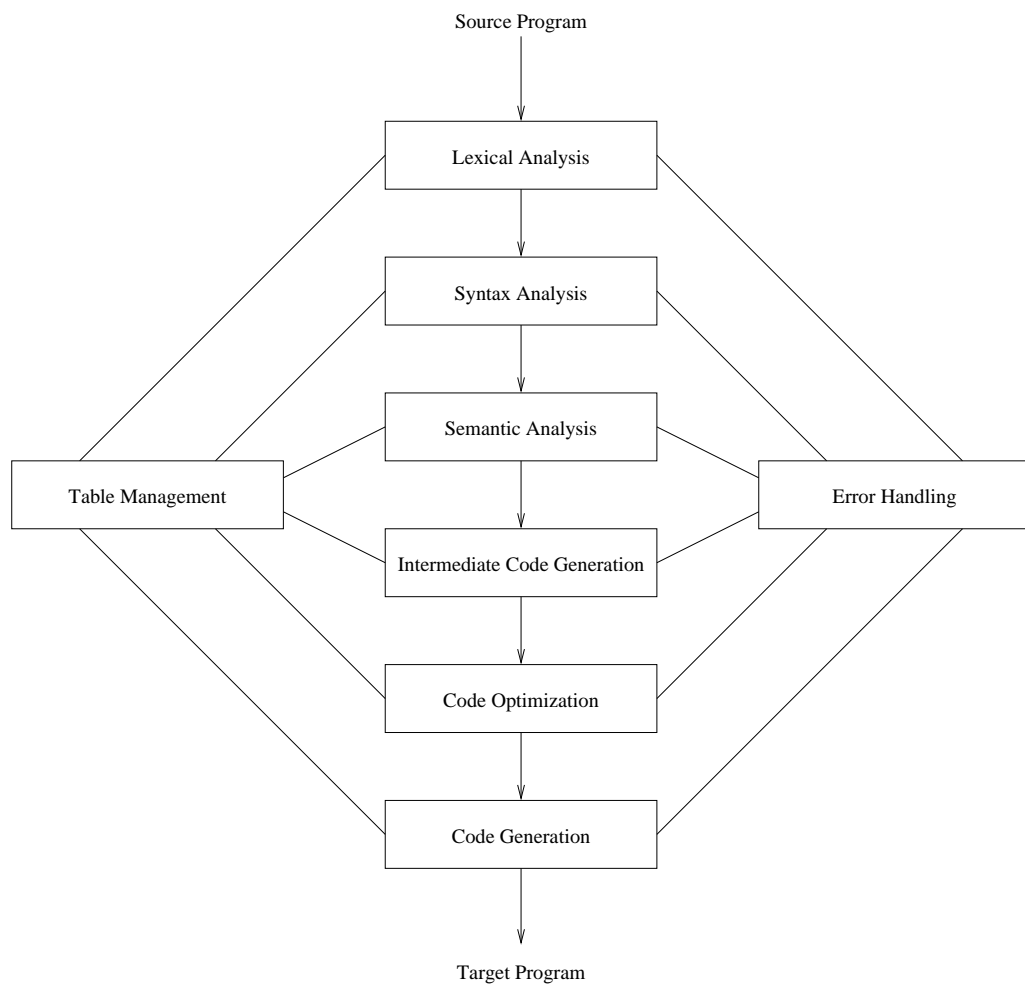 Source Program
Lexical Analysis
Syntax Analysis
Semantic Analysis
Table Management
Error Handling
Intermediate Code Generation
Code Optimization
Code Generation
Target Program